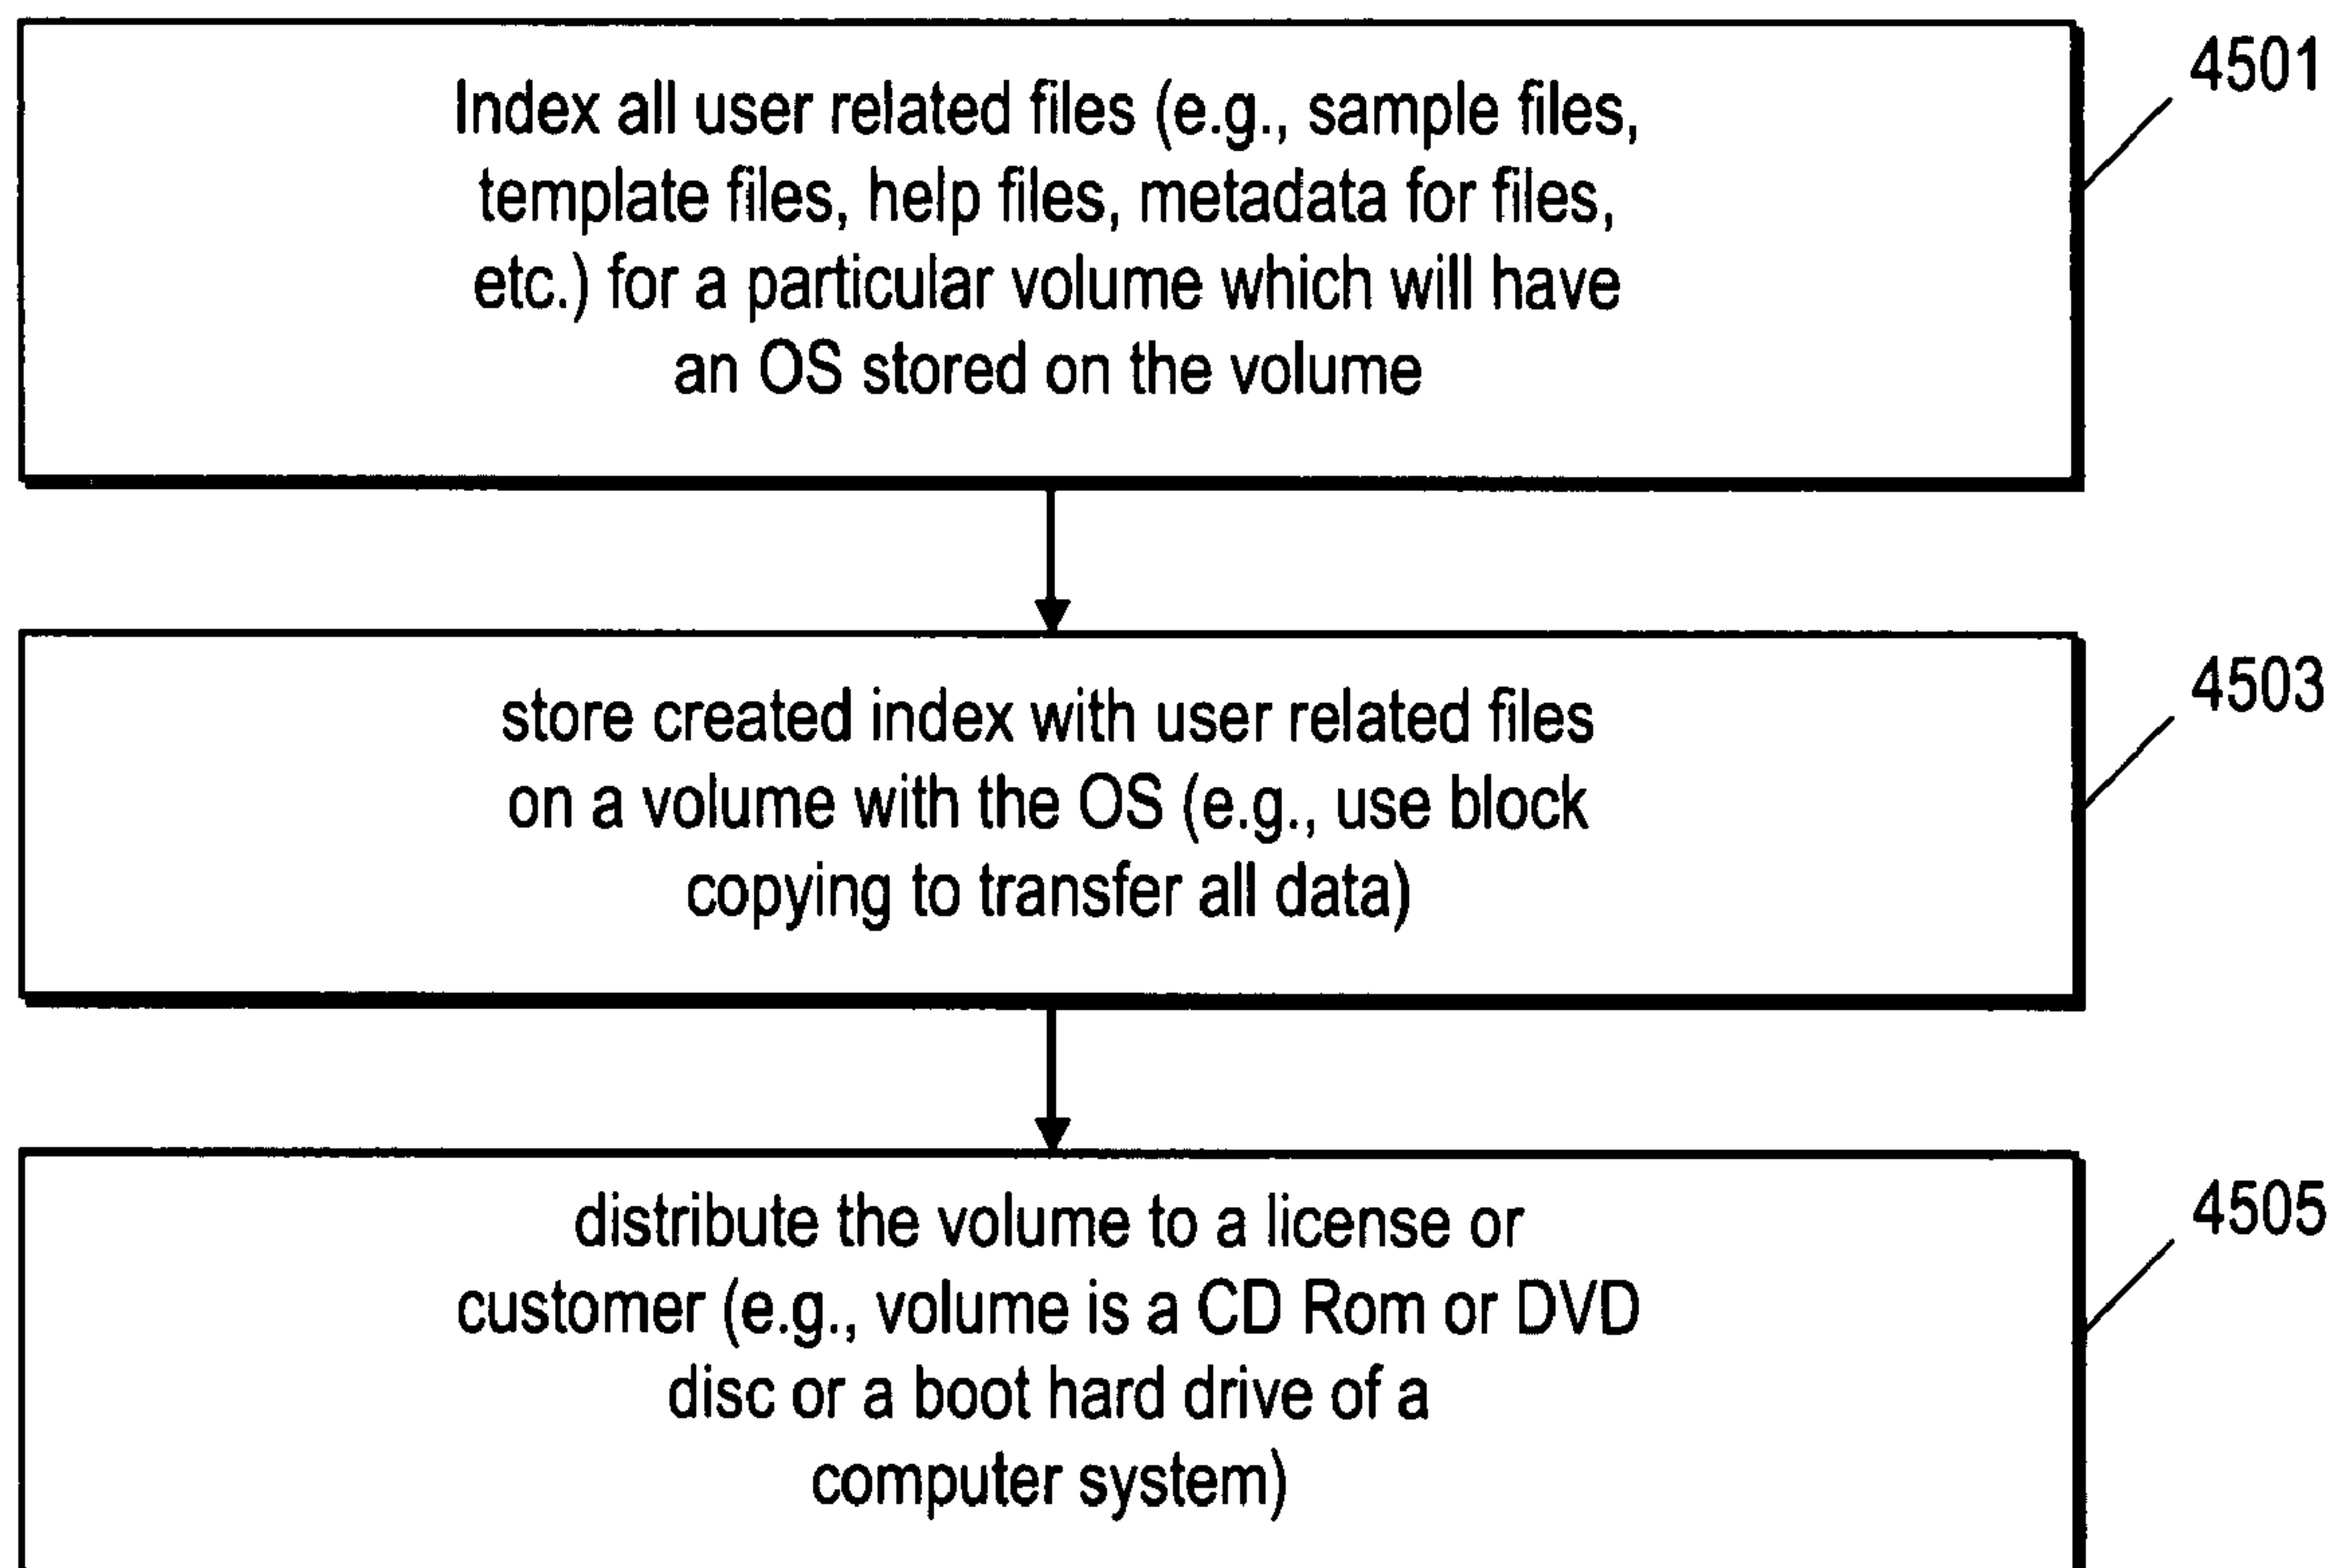 Index all user related files (e.g., sample files,
template files, help files, metadata for files,
etc.) for a particular volume which will have
an OS stored on the volume
4501
store created index with user related files
on a volume with the OS (e.g., use block
copying to transfer all data)
4503
distribute the volume to a license or
customer (e.g., volume is a CD Rom or DVD
disc or a boot hard drive of a
computer system)
4505